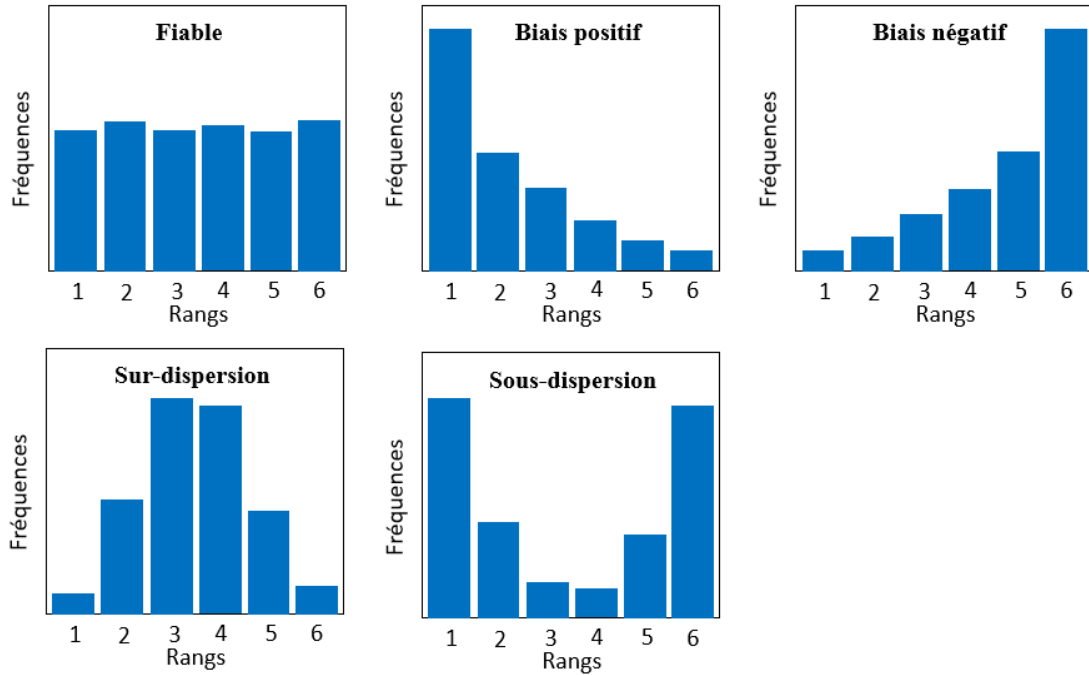 Fiable
Fréquences
1 2 3 4 5 6
Rangs
Biais positif
Fréquences
1 2 3 4 5 6
Rangs
Biais négatif
Fréquences
1 2 3 4 5 6
Rangs
Sur-dispersion
Fréquences
1 2 3 4 5 6
Rangs
Sous-dispersion
Fréquences
1 2 3 4 5 6
Rangs